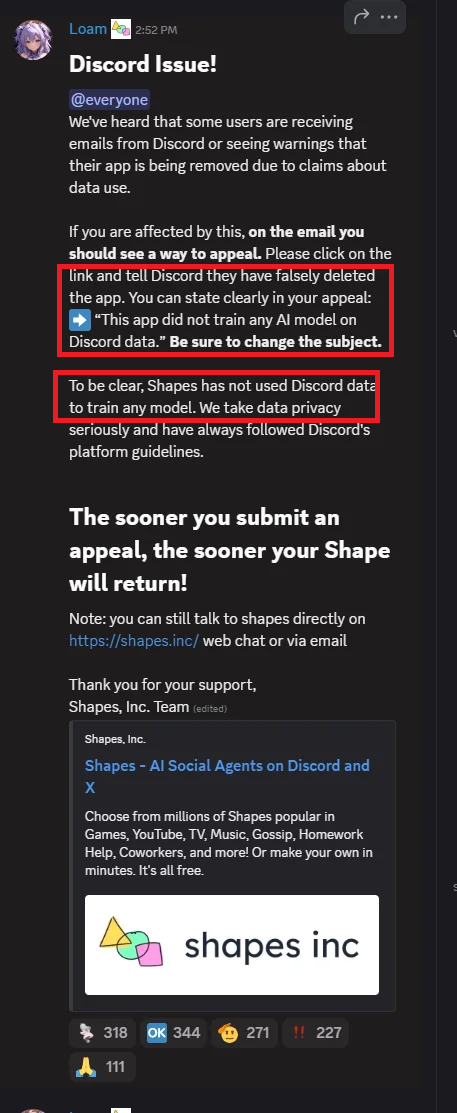 Loam 2:52 PM
Discord Issue!
@everyone
We've heard that some users are receiving
emails from Discord or seeing warnings that
their app is being removed due to claims about
data use.
If you are affected by this, on the email you
should see a way to appeal. Please click on the
link and tell Discord they have falsely deleted
the app. You can state clearly in your appeal:
➡️ “This app did not train any AI model on
Discord data.” Be sure to change the subject.
To be clear, Shapes has not used Discord data
to train any model. We take data privacy
seriously and have always followed Discord's
platform guidelines.
The sooner you submit an
appeal, the sooner your Shape
will return!
Note: you can still talk to shapes directly on
https://shapes.inc/ web chat or via email
Thank you for your support,
Shapes, Inc. Team (edited)
Shapes, Inc.
Shapes - AI Social Agents on Discord and
X
Choose from millions of Shapes popular in
Games, YouTube, TV, Music, Gossip, Homework
Help, Coworkers, and more! Or make your own in
minutes. It's all free.
shapes inc
318 OK 344 271 ‼️ 227
111